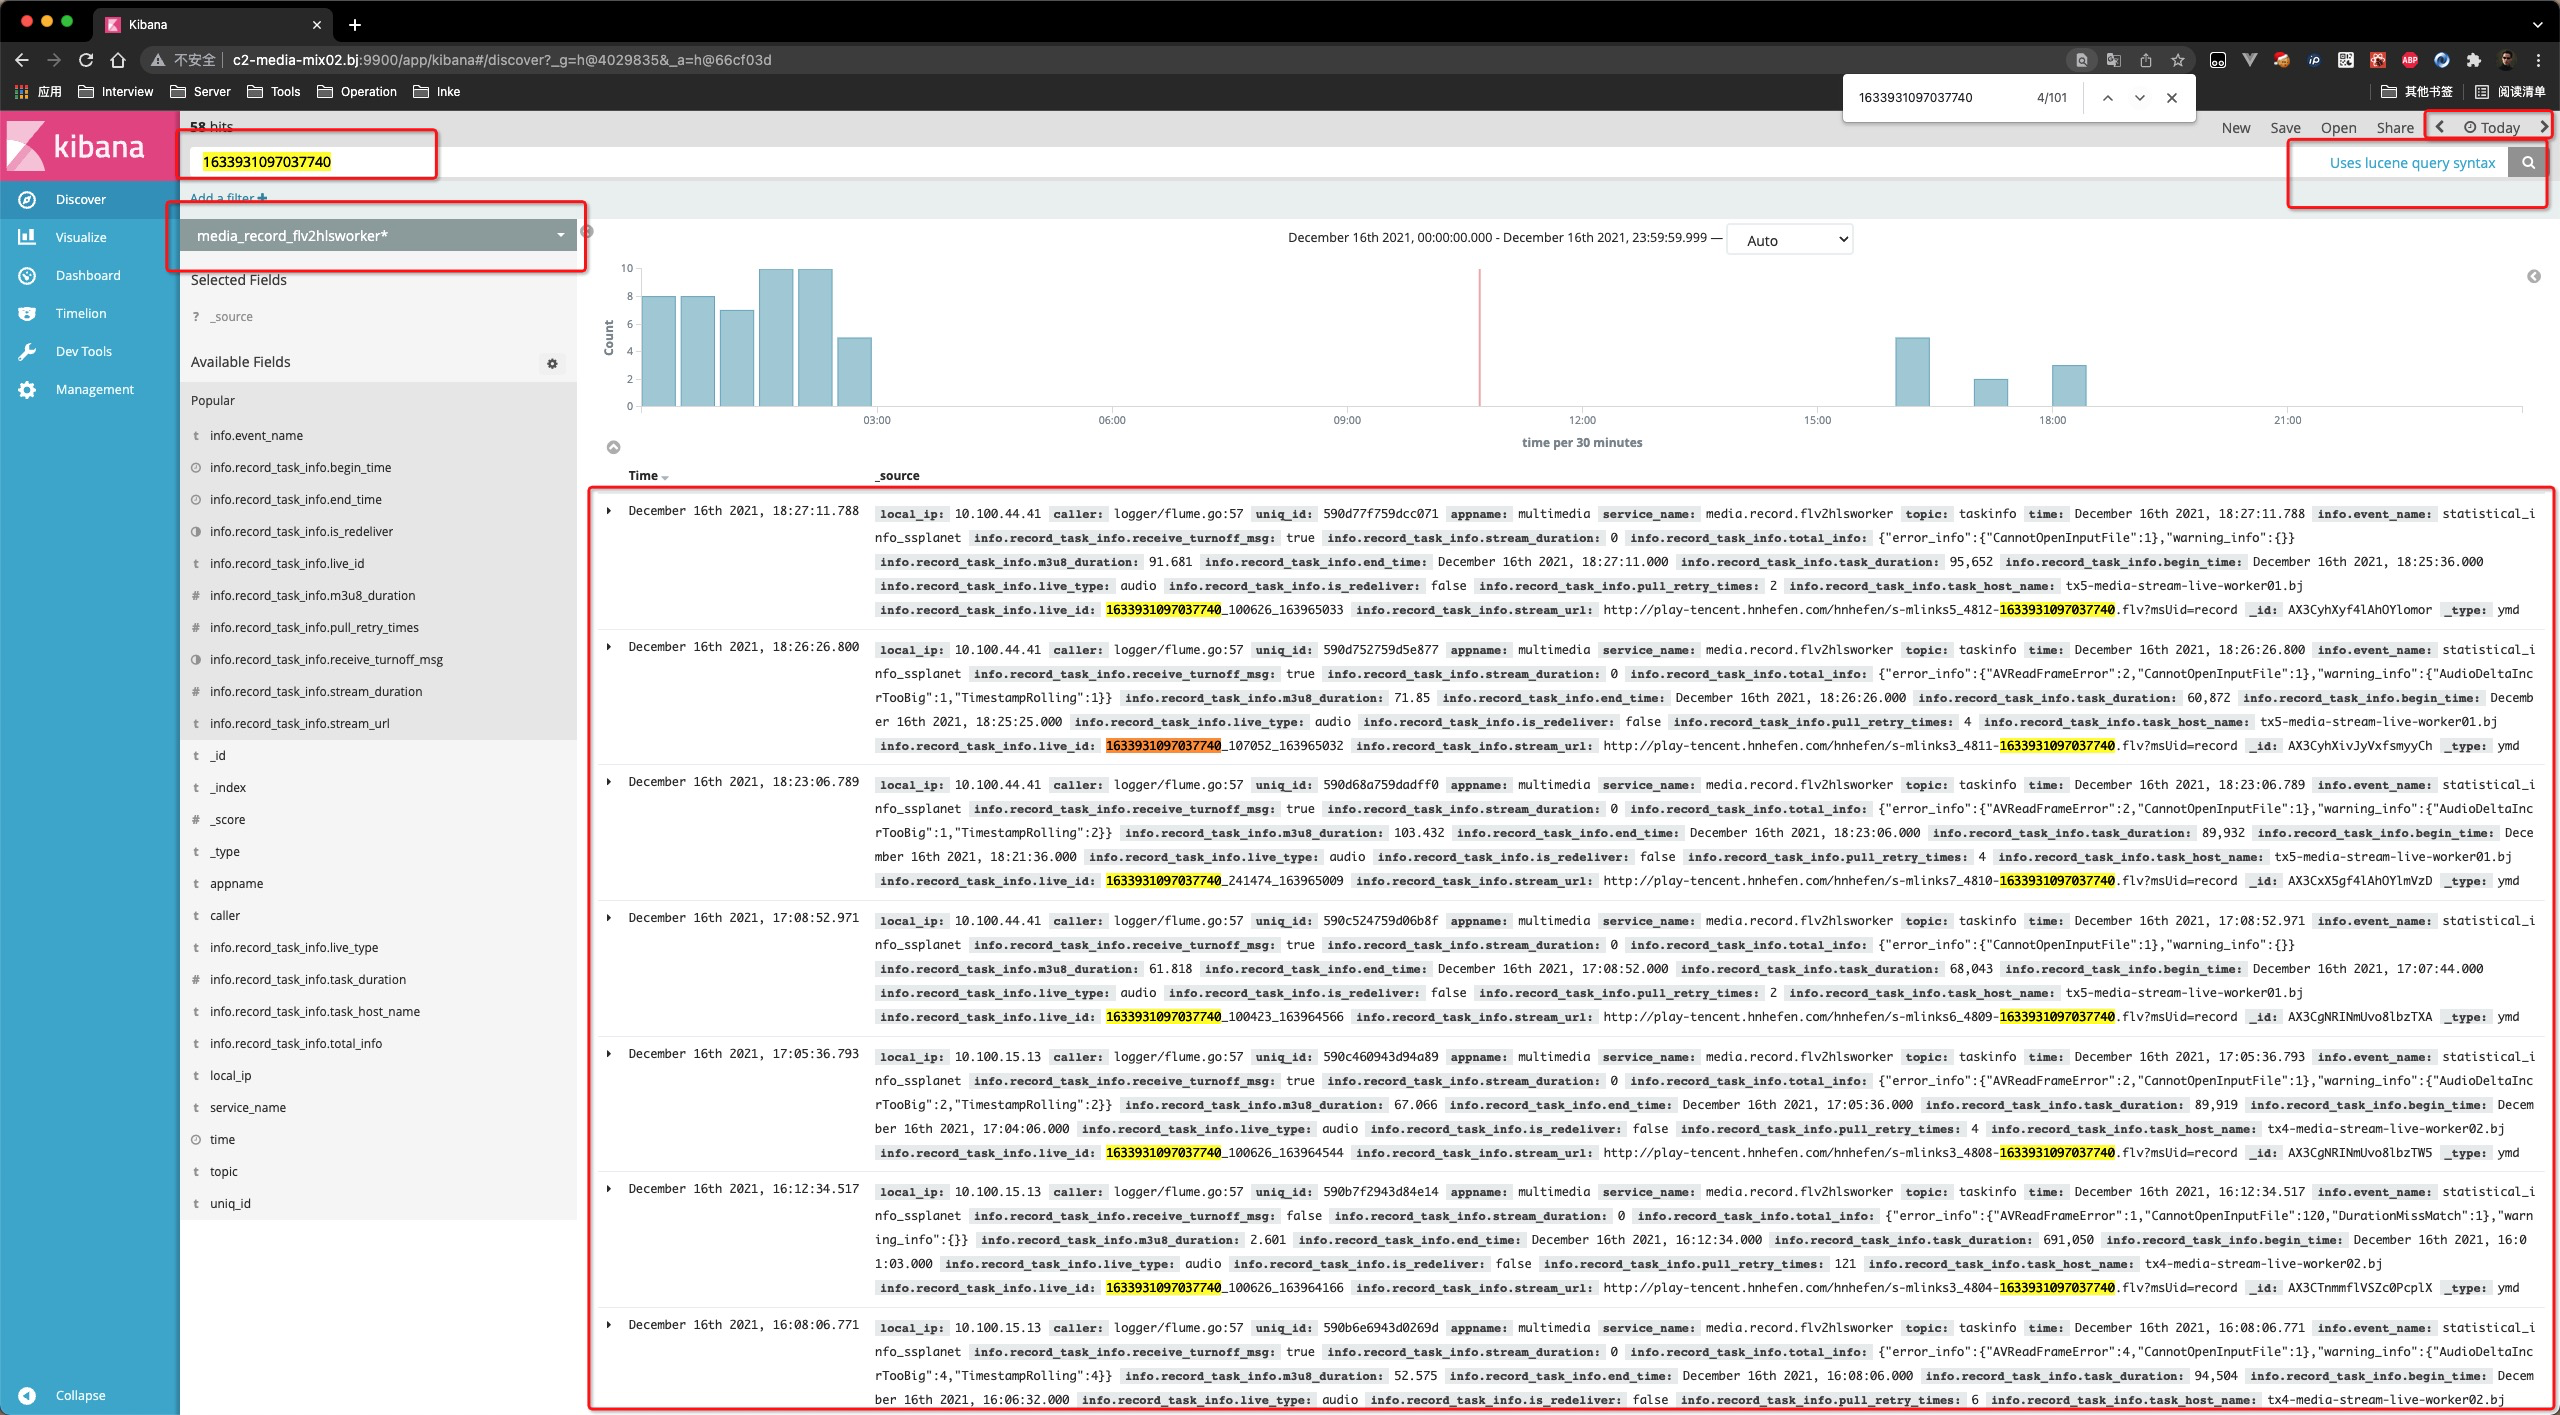 Kibana
不安全 c2-media-mix02.bj:9900/app/kibana#/discover?_g=h@4029835&_a=h@66cf03d
应用 Interview Server Tools Operation Inke 其他书签 阅读清单
1633931097037740 4/101
kibana
Discover
Visualize
Dashboard
Timelion
Dev Tools
Management
Collapse
58 hits
New Save Open Share Today
1633931097037740
Uses lucene query syntax
Add a filter
media_record_flv2hlsworker*
Selected Fields
? _source
Available Fields
Popular
t info.event_name
info.record_task_info.begin_time
info.record_task_info.end_time
info.record_task_info.is_redeliver
t info.record_task_info.live_id
# info.record_task_info.m3u8_duration
# info.record_task_info.pull_retry_times
info.record_task_info.receive_turnoff_msg
# info.record_task_info.stream_duration
t info.record_task_info.stream_url
t _id
t _index
# _score
t _type
t appname
t caller
t info.record_task_info.live_type
# info.record_task_info.task_duration
t info.record_task_info.task_host_name
t info.record_task_info.total_info
t local_ip
t service_name
time
t topic
t uniq_id
December 16th 2021, 00:00:00.000 - December 16th 2021, 23:59:59.999 — Auto
Count
10
8
6
4
2
0
03:00 06:00 09:00 12:00 15:00 18:00 21:00
time per 30 minutes
Time _source
December 16th 2021, 18:27:11.788 local_ip: 10.100.44.41 caller: logger/flume.go:57 uniq_id: 590d77f759dcc071 appname: multimedia service_name: media.record.flv2hlsworker topic: taskinfo time: December 16th 2021, 18:27:11.788 info.event_name: statistical_i
nfo_ssplanet info.record_task_info.receive_turnoff_msg: true info.record_task_info.stream_duration: 0 info.record_task_info.total_info: {"error_info":{"CannotOpenInputFile":1},"warning_info":{}}
info.record_task_info.m3u8_duration: 91.681 info.record_task_info.end_time: December 16th 2021, 18:27:11.000 info.record_task_info.task_duration: 95,652 info.record_task_info.begin_time: December 16th 2021, 18:25:36.000
info.record_task_info.live_type: audio info.record_task_info.is_redeliver: false info.record_task_info.pull_retry_times: 2 info.record_task_info.task_host_name: tx5-media-stream-live-worker01.bj
info.record_task_info.live_id: 1633931097037740_100626_163965033 info.record_task_info.stream_url: http://play-tencent.hnhefen.com/hnhefen/s-mlinks5_4812-1633931097037740.flv?msUid=record _id: AX3CyhXyf4lAhOYlomor _type: ymd
December 16th 2021, 18:26:26.800 local_ip: 10.100.44.41 caller: logger/flume.go:57 uniq_id: 590d752759d5e877 appname: multimedia service_name: media.record.flv2hlsworker topic: taskinfo time: December 16th 2021, 18:26:26.800 info.event_name: statistical_i
nfo_ssplanet info.record_task_info.receive_turnoff_msg: true info.record_task_info.stream_duration: 0 info.record_task_info.total_info: {"error_info":{"AVReadFrameError":2,"CannotOpenInputFile":1},"warning_info":{"AudioDeltaInc
rTooBig":1,"TimestampRolling":1}} info.record_task_info.m3u8_duration: 71.85 info.record_task_info.end_time: December 16th 2021, 18:26:26.000 info.record_task_info.task_duration: 60,872 info.record_task_info.begin_time: Decemb
er 16th 2021, 18:25:25.000 info.record_task_info.live_type: audio info.record_task_info.is_redeliver: false info.record_task_info.pull_retry_times: 4 info.record_task_info.task_host_name: tx5-media-stream-live-worker01.bj
info.record_task_info.live_id: 1633931097037740_107052_163965032 info.record_task_info.stream_url: http://play-tencent.hnhefen.com/hnhefen/s-mlinks3_4811-1633931097037740.flv?msUid=record _id: AX3CyhXivJyVxfsmyyCh _type: ymd
December 16th 2021, 18:23:06.789 local_ip: 10.100.44.41 caller: logger/flume.go:57 uniq_id: 590d68a759dadff0 appname: multimedia service_name: media.record.flv2hlsworker topic: taskinfo time: December 16th 2021, 18:23:06.789 info.event_name: statistical_i
nfo_ssplanet info.record_task_info.receive_turnoff_msg: true info.record_task_info.stream_duration: 0 info.record_task_info.total_info: {"error_info":{"AVReadFrameError":2,"CannotOpenInputFile":1},"warning_info":{"AudioDeltaInc
rTooBig":1,"TimestampRolling":2}} info.record_task_info.m3u8_duration: 103.432 info.record_task_info.end_time: December 16th 2021, 18:23:06.000 info.record_task_info.task_duration: 89,932 info.record_task_info.begin_time: Dece
mber 16th 2021, 18:21:36.000 info.record_task_info.live_type: audio info.record_task_info.is_redeliver: false info.record_task_info.pull_retry_times: 4 info.record_task_info.task_host_name: tx5-media-stream-live-worker01.bj
info.record_task_info.live_id: 1633931097037740_241474_163965009 info.record_task_info.stream_url: http://play-tencent.hnhefen.com/hnhefen/s-mlinks7_4810-1633931097037740.flv?msUid=record _id: AX3CxX5gf4lAhOYlmVzD _type: ymd
December 16th 2021, 17:08:52.971 local_ip: 10.100.44.41 caller: logger/flume.go:57 uniq_id: 590c524759d06b8f appname: multimedia service_name: media.record.flv2hlsworker topic: taskinfo time: December 16th 2021, 17:08:52.971 info.event_name: statistical_i
nfo_ssplanet info.record_task_info.receive_turnoff_msg: true info.record_task_info.stream_duration: 0 info.record_task_info.total_info: {"error_info":{"CannotOpenInputFile":1},"warning_info":{}}
info.record_task_info.m3u8_duration: 61.818 info.record_task_info.end_time: December 16th 2021, 17:08:52.000 info.record_task_info.task_duration: 68,043 info.record_task_info.begin_time: December 16th 2021, 17:07:44.000
info.record_task_info.live_type: audio info.record_task_info.is_redeliver: false info.record_task_info.pull_retry_times: 2 info.record_task_info.task_host_name: tx5-media-stream-live-worker01.bj
info.record_task_info.live_id: 1633931097037740_100423_163964566 info.record_task_info.stream_url: http://play-tencent.hnhefen.com/hnhefen/s-mlinks6_4809-1633931097037740.flv?msUid=record _id: AX3CgNRINmUvo8lbzTXA _type: ymd
December 16th 2021, 17:05:36.793 local_ip: 10.100.15.13 caller: logger/flume.go:57 uniq_id: 590c460943d94a89 appname: multimedia service_name: media.record.flv2hlsworker topic: taskinfo time: December 16th 2021, 17:05:36.793 info.event_name: statistical_i
nfo_ssplanet info.record_task_info.receive_turnoff_msg: true info.record_task_info.stream_duration: 0 info.record_task_info.total_info: {"error_info":{"AVReadFrameError":2,"CannotOpenInputFile":1},"warning_info":{"AudioDeltaInc
rTooBig":2,"TimestampRolling":2}} info.record_task_info.m3u8_duration: 67.066 info.record_task_info.end_time: December 16th 2021, 17:05:36.000 info.record_task_info.task_duration: 89,919 info.record_task_info.begin_time: Decem
ber 16th 2021, 17:04:06.000 info.record_task_info.live_type: audio info.record_task_info.is_redeliver: false info.record_task_info.pull_retry_times: 4 info.record_task_info.task_host_name: tx4-media-stream-live-worker02.bj
info.record_task_info.live_id: 1633931097037740_100626_163964544 info.record_task_info.stream_url: http://play-tencent.hnhefen.com/hnhefen/s-mlinks3_4808-1633931097037740.flv?msUid=record _id: AX3CgNRINmUvo8lbzTW5 _type: ymd
December 16th 2021, 16:12:34.517 local_ip: 10.100.15.13 caller: logger/flume.go:57 uniq_id: 590b7f2943d84e14 appname: multimedia service_name: media.record.flv2hlsworker topic: taskinfo time: December 16th 2021, 16:12:34.517 info.event_name: statistical_i
nfo_ssplanet info.record_task_info.receive_turnoff_msg: false info.record_task_info.stream_duration: 0 info.record_task_info.total_info: {"error_info":{"AVReadFrameError":1,"CannotOpenInputFile":120,"DurationMissMatch":1},"warn
ing_info":{}} info.record_task_info.m3u8_duration: 2.601 info.record_task_info.end_time: December 16th 2021, 16:12:34.000 info.record_task_info.task_duration: 691,050 info.record_task_info.begin_time: December 16th 2021, 16:0
1:03.000 info.record_task_info.live_type: audio info.record_task_info.is_redeliver: false info.record_task_info.pull_retry_times: 121 info.record_task_info.task_host_name: tx4-media-stream-live-worker02.bj
info.record_task_info.live_id: 1633931097037740_100626_163964166 info.record_task_info.stream_url: http://play-tencent.hnhefen.com/hnhefen/s-mlinks3_4804-1633931097037740.flv?msUid=record _id: AX3CTnmmflVSZc0PcplX _type: ymd
December 16th 2021, 16:08:06.771 local_ip: 10.100.15.13 caller: logger/flume.go:57 uniq_id: 590b6e6943d0269d appname: multimedia service_name: media.record.flv2hlsworker topic: taskinfo time: December 16th 2021, 16:08:06.771 info.event_name: statistical_i
nfo_ssplanet info.record_task_info.receive_turnoff_msg: true info.record_task_info.stream_duration: 0 info.record_task_info.total_info: {"error_info":{"AVReadFrameError":4,"CannotOpenInputFile":1},"warning_info":{"AudioDeltaInc
rTooBig":4,"TimestampRolling":4}} info.record_task_info.m3u8_duration: 52.575 info.record_task_info.end_time: December 16th 2021, 16:08:06.000 info.record_task_info.task_duration: 94,504 info.record_task_info.begin_time: Decem
ber 16th 2021, 16:06:32.000 info.record_task_info.live_type: audio info.record_task_info.is_redeliver: false info.record_task_info.pull_retry_times: 6 info.record_task_info.task_host_name: tx4-media-stream-live-worker02.bj